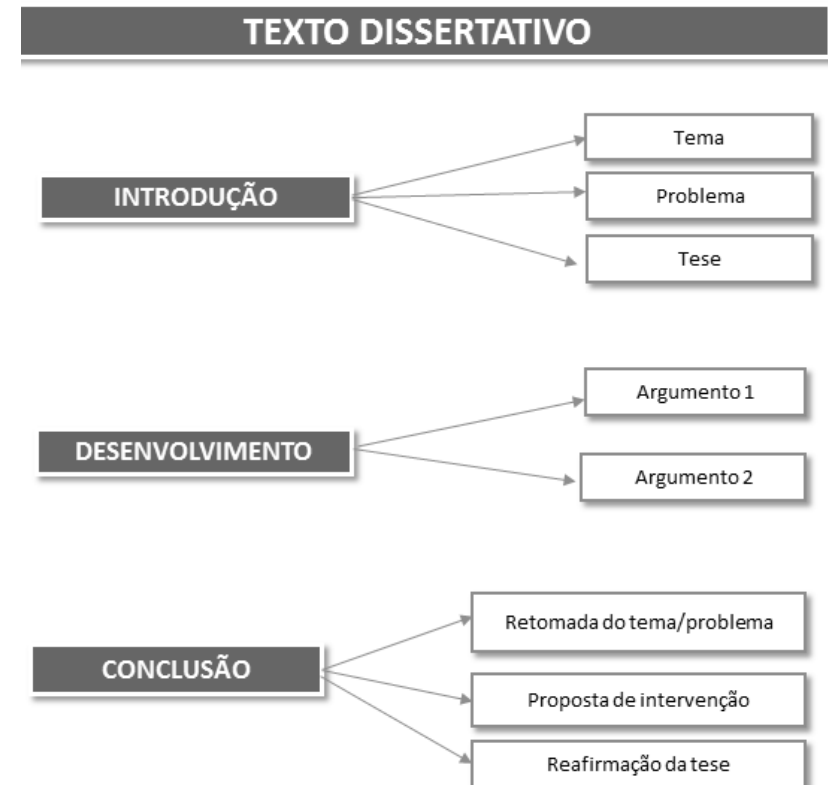 TEXTO DISSERTATIVO
INTRODUÇÃO
Tema
Problema
Tese
DESENVOLVIMENTO
Argumento 1
Argumento 2
CONCLUSÃO
Retomada do tema/problema
Proposta de intervenção
Reafirmação da tese